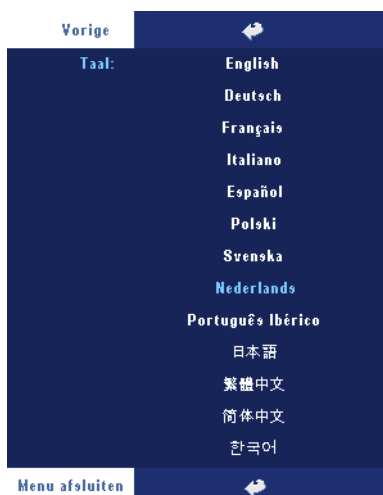 Vorige
Taal: English
Deutsch
Français
Italiano
Español
Polski
Svenska
Nederlands
Português Ibérico
日本語
繁體中文
简体中文
한국어
Menu afsluiten